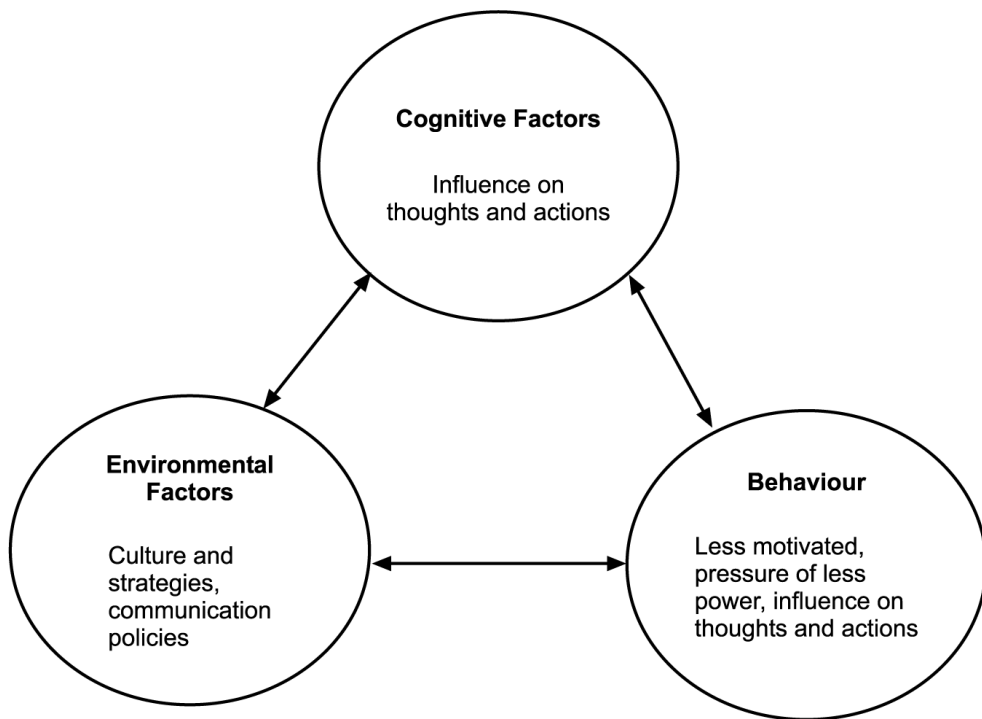 Cognitive Factors
Influence on
thoughts and actions
Environmental
Factors
Culture and
strategies,
communication
policies
Behaviour
Less motivated,
pressure of less
power, influence on
thoughts and actions